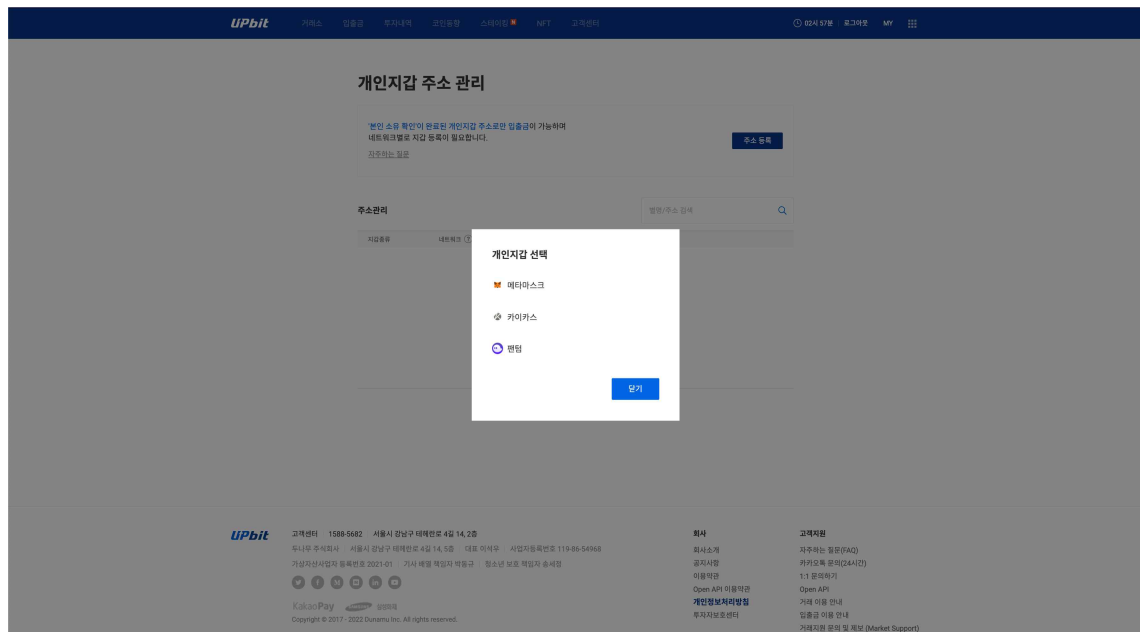 UPbit 거래소 입출금 투자내역 코인동향 스테이킹 N NFT 고객센터 02시 57분 로그아웃 MY
개인지갑 주소 관리
'본인 소유 확인'이 완료된 개인지갑 주소로만 입출금이 가능하며
네트워크별로 지갑 등록이 필요합니다.
주소 등록
자주하는 질문
주소관리
별명/주소 검색
지갑종류 네트워크 ?
개인지갑 선택
메타마스크
카이카스
팬텀
닫기
UPbit
고객센터 1588-5682 서울시 강남구 테헤란로 4길 14, 2층
두나무 주식회사 서울시 강남구 테헤란로 4길 14, 5층 대표 이석우 사업자등록번호 119-86-54968
가상자산사업자 등록번호 2021-01 기사 배열 책임자 박동규 청소년 보호 책임자 송세정
KakaoPay
Copyright © 2017 - 2022 Dunamu Inc. All rights reserved.
회사
회사소개
공지사항
이용약관
Open API 이용약관
개인정보처리방침
투자자보호센터
고객지원
자주하는 질문(FAQ)
카카오톡 문의(24시간)
1:1 문의하기
Open API
거래 이용 안내
입출금 이용 안내
거래지원 문의 및 제보 (Market Support)